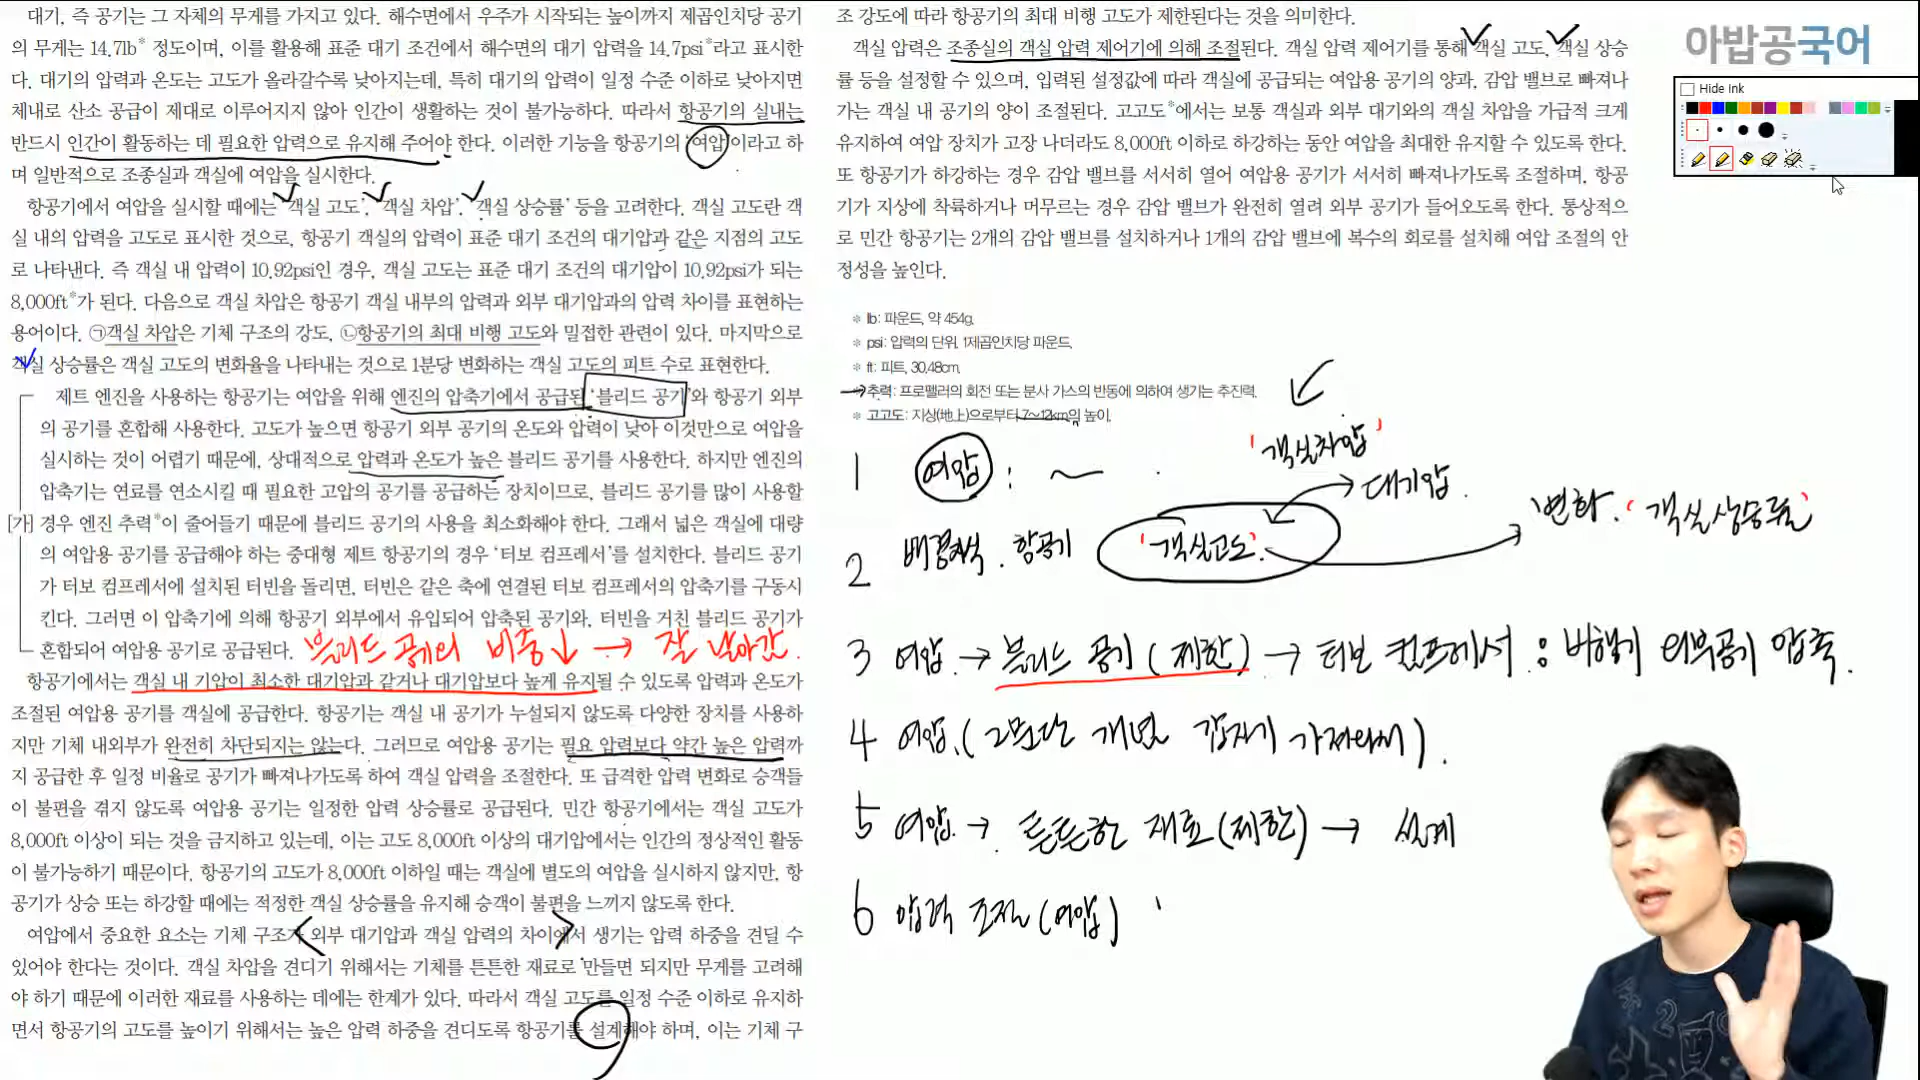 대기, 즉 공기는 그 자체의 무게를 가지고 있다. 해수면에서 우주가 시작되는 높이까지 제곱인치당 공기
의 무게는 14.7lb* 정도이며, 이를 활용해 표준 대기 조건에서 해수면의 대기 압력을 14.7psi*라고 표시한
다. 대기의 압력과 온도는 고도가 올라갈수록 낮아지는데, 특히 대기의 압력이 일정 수준 이하로 낮아지면
체내로 산소 공급이 제대로 이루어지지 않아 인간이 생활하는 것이 불가능하다. 따라서 항공기의 실내는
반드시 인간이 활동하는 데 필요한 압력으로 유지해 주어야 한다. 이러한 기능을 항공기의 '여압'이라고 하
며 일반적으로 조종실과 객실에 여압을 실시한다.
항공기에서 여압을 실시할 때에는 '객실 고도', '객실 차압', '객실 상승률' 등을 고려한다. 객실 고도란 객
실 내의 압력을 고도로 표시한 것으로, 항공기 객실의 압력이 표준 대기 조건의 대기압과 같은 지점의 고도
로 나타낸다. 즉 객실 내 압력이 10.92psi인 경우, 객실 고도는 표준 대기 조건의 대기압이 10.92psi가 되는
8,000ft*가 된다. 다음으로 객실 차압은 항공기 객실 내부의 압력과 외부 대기압과의 압력 차이를 표현하는
용어이다. ㉠객실 차압은 기체 구조의 강도, ㉡항공기의 최대 비행 고도와 밀접한 관련이 있다. 마지막으로
객실 상승률은 객실 고도의 변화율을 나타내는 것으로 1분당 변화하는 객실 고도의 피트 수로 표현한다.
제트 엔진을 사용하는 항공기는 여압을 위해 엔진의 압축기에서 공급된 '블리드 공기'와 항공기 외부
의 공기를 혼합해 사용한다. 고도가 높으면 항공기 외부 공기의 온도와 압력이 낮아 이것만으로 여압을
실시하는 것이 어렵기 때문에, 상대적으로 압력과 온도가 높은 블리드 공기를 사용한다. 하지만 엔진의
압축기는 연료를 연소시킬 때 필요한 고압의 공기를 공급하는 장치이므로, 블리드 공기를 많이 사용할
[가] 경우 엔진 추력*이 줄어들기 때문에 블리드 공기의 사용을 최소화해야 한다. 그래서 넓은 객실에 대량
의 여압용 공기를 공급해야 하는 중대형 제트 항공기의 경우 '터보 컴프레서'를 설치한다. 블리드 공기
가 터보 컴프레서에 설치된 터빈을 돌리면, 터빈은 같은 축에 연결된 터보 컴프레서의 압축기를 구동시
킨다. 그러면 이 압축기에 의해 항공기 외부에서 유입되어 압축된 공기와, 터빈을 거친 블리드 공기가
혼합되어 여압용 공기로 공급된다. 블리드 공기의 비중↓ → 잘 날아간
항공기에서는 객실 내 기압이 최소한 대기압과 같거나 대기압보다 높게 유지될 수 있도록 압력과 온도가
조절된 여압용 공기를 객실에 공급한다. 항공기는 객실 내 공기가 누설되지 않도록 다양한 장치를 사용하
지만 기체 내외부가 완전히 차단되지는 않는다. 그러므로 여압용 공기는 필요 압력보다 약간 높은 압력까
지 공급한 후 일정 비율로 공기가 빠져나가도록 하여 객실 압력을 조절한다. 또 급격한 압력 변화로 승객들
이 불편을 겪지 않도록 여압용 공기는 일정한 압력 상승률로 공급된다. 민간 항공기에서는 객실 고도가
8,000ft 이상이 되는 것을 금지하고 있는데, 이는 고도 8,000ft 이상의 대기압에서는 인간의 정상적인 활동
이 불가능하기 때문이다. 항공기의 고도가 8,000ft 이하일 때는 객실에 별도의 여압을 실시하지 않지만, 항
공기가 상승 또는 하강할 때에는 적정한 객실 상승률을 유지해 승객이 불편을 느끼지 않도록 한다.
여압에서 중요한 요소는 기체 구조가 외부 대기압과 객실 압력의 차이에서 생기는 압력 하중을 견딜 수
있어야 한다는 것이다. 객실 차압을 견디기 위해서는 기체를 튼튼한 재료로 만들면 되지만 무게를 고려해
야 하기 때문에 이러한 재료를 사용하는 데에는 한계가 있다. 따라서 객실 고도를 일정 수준 이하로 유지하
면서 항공기의 고도를 높이기 위해서는 높은 압력 하중을 견디도록 항공기를 설계해야 하며, 이는 기체 구
조 강도에 따라 항공기의 최대 비행 고도가 제한된다는 것을 의미한다.
객실 압력은 조종실의 객실 압력 제어기에 의해 조절된다. 객실 압력 제어기를 통해 객실 고도, 객실 상승
률 등을 설정할 수 있으며, 입력된 설정값에 따라 객실에 공급되는 여압용 공기의 양과, 감압 밸브로 빠져나
가는 객실 내 공기의 양이 조절된다. 고고도*에서는 보통 객실과 외부 대기와의 객실 차압을 가급적 크게
유지하여 여압 장치가 고장 나더라도 8,000ft 이하로 하강하는 동안 여압을 최대한 유지할 수 있도록 한다.
또 항공기가 하강하는 경우 감압 밸브를 서서히 열어 여압용 공기가 서서히 빠져나가도록 조절하며, 항공
기가 지상에 착륙하거나 머무르는 경우 감압 밸브가 완전히 열려 외부 공기가 들어오도록 한다. 통상적으
로 민간 항공기는 2개의 감압 밸브를 설치하거나 1개의 감압 밸브에 복수의 회로를 설치해 여압 조절의 안
정성을 높인다.
* lb: 파운드, 약 454g.
* psi: 압력의 단위, 1제곱인치당 파운드.
* ft: 피트, 30.48cm.
* 추력: 프로펠러의 회전 또는 분사 가스의 반동에 의하여 생기는 추진력.
* 고고도: 지상(地上)으로부터 7~12km의 높이.
'객실차압'
1 여압 : ~
대기압.
변화. '객실상승률'
2 배경지식. 항공기 '객실고도'
3 여압 → 블리드 공기 (제한) → 터보 컴프레서 : 비행기 외부공기 압축.
4 여압. (2문단 개념 갑자기 가져와서).
5 여압 → 튼튼한 재료(제한) → 설계
6 압력 조절 (여압)
아밥공국어
Hide Ink